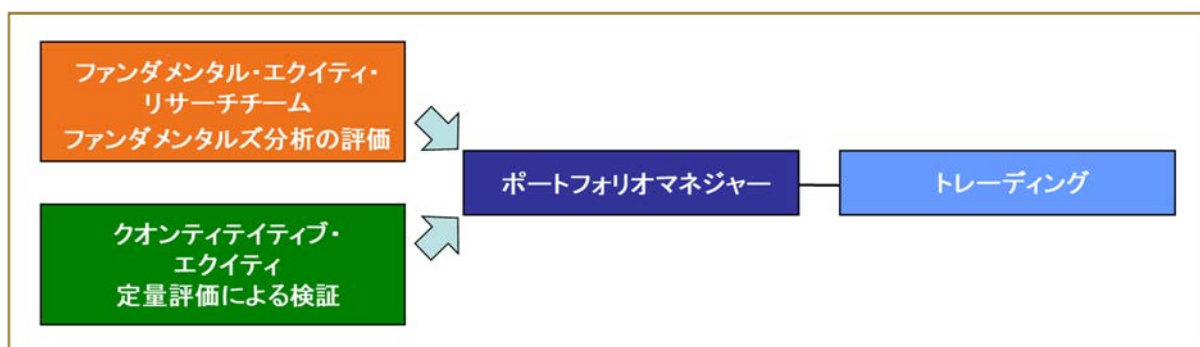 ファンダメンタル・エクイティ・
リサーチチーム
ファンダメンタルズ分析の評価
クオンティテイティブ・
エクイティ
定量評価による検証
ポートフォリオマネジャー
トレーディング